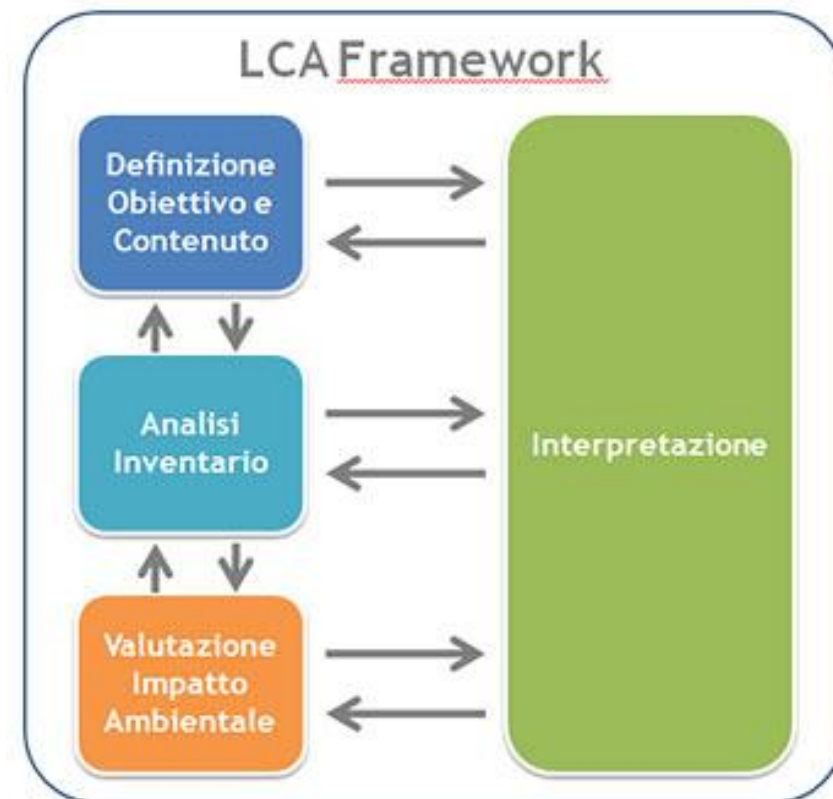 LCA Framework
Definizione
Obiettivo e
Contenuto
Analisi
Inventario
Interpretazione
Valutazione
Impatto
Ambientale